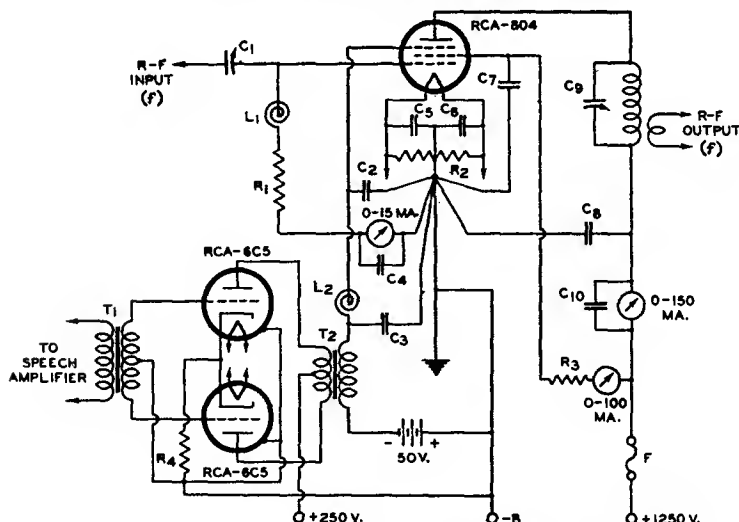 RCA-804
C1
R-F
INPUT
(f)
C7
C9
L1
C5
C6
R-F
OUTPUT
(f)
R2
C2
R1
0-15 MA.
C8
RCA-6C5
C4
L2
C10
0-150
MA.
T1
T2
C3
TO
SPEECH
AMPLIFIER
R3
0-100
MA.
- +
50 V.
R4
RCA-6C5
F
+250 V.
-B
+1250 V.